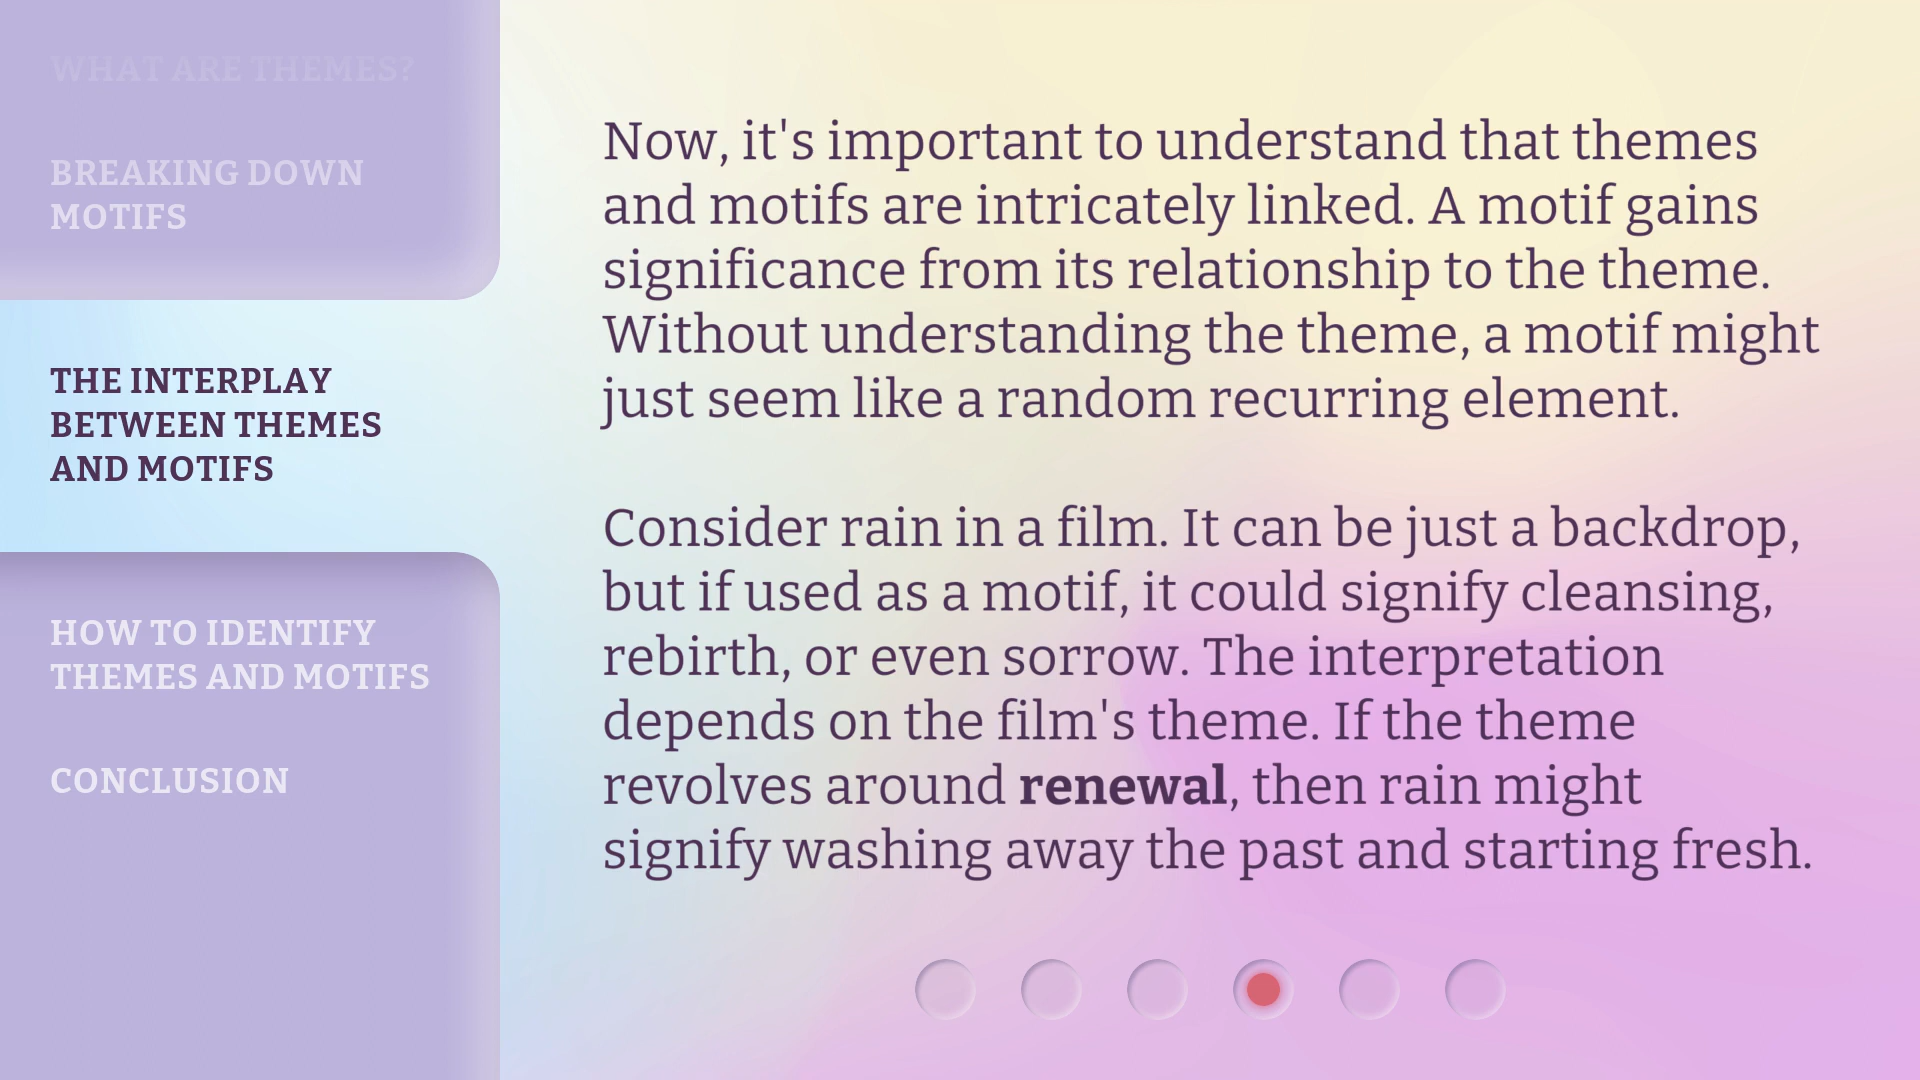 WHAT ARE THEMES?
BREAKING DOWN
MOTIFS
THE INTERPLAY
BETWEEN THEMES
AND MOTIFS
HOW TO IDENTIFY
THEMES AND MOTIFS
CONCLUSION
Now, it's important to understand that themes
and motifs are intricately linked. A motif gains
significance from its relationship to the theme.
Without understanding the theme, a motif might
just seem like a random recurring element.
Consider rain in a film. It can be just a backdrop,
but if used as a motif, it could signify cleansing,
rebirth, or even sorrow. The interpretation
depends on the film's theme. If the theme
revolves around renewal, then rain might
signify washing away the past and starting fresh.